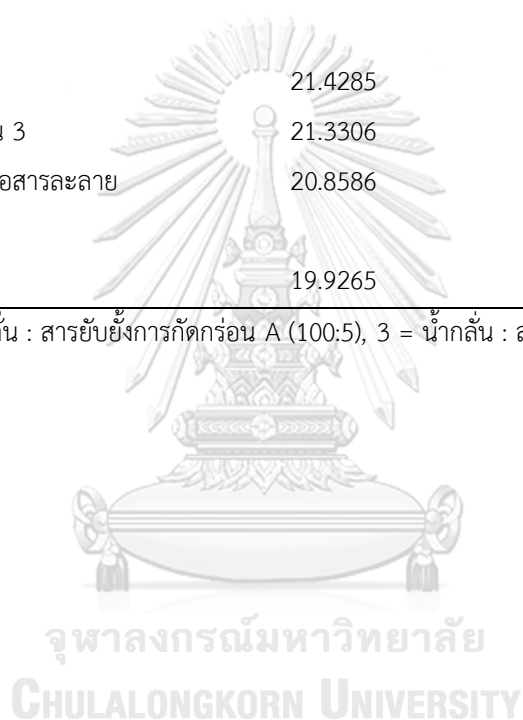 21.4285
น 3 21.3306
อสารละลาย 20.8586
19.9265
ั่น : สารยับยั้งการกัดกร่อน A (100:5), 3 = น้ำกลั่น : ส
จุฬาลงกรณ์มหาวิทยาลัย
CHULALONGKORN UNIVERSITY